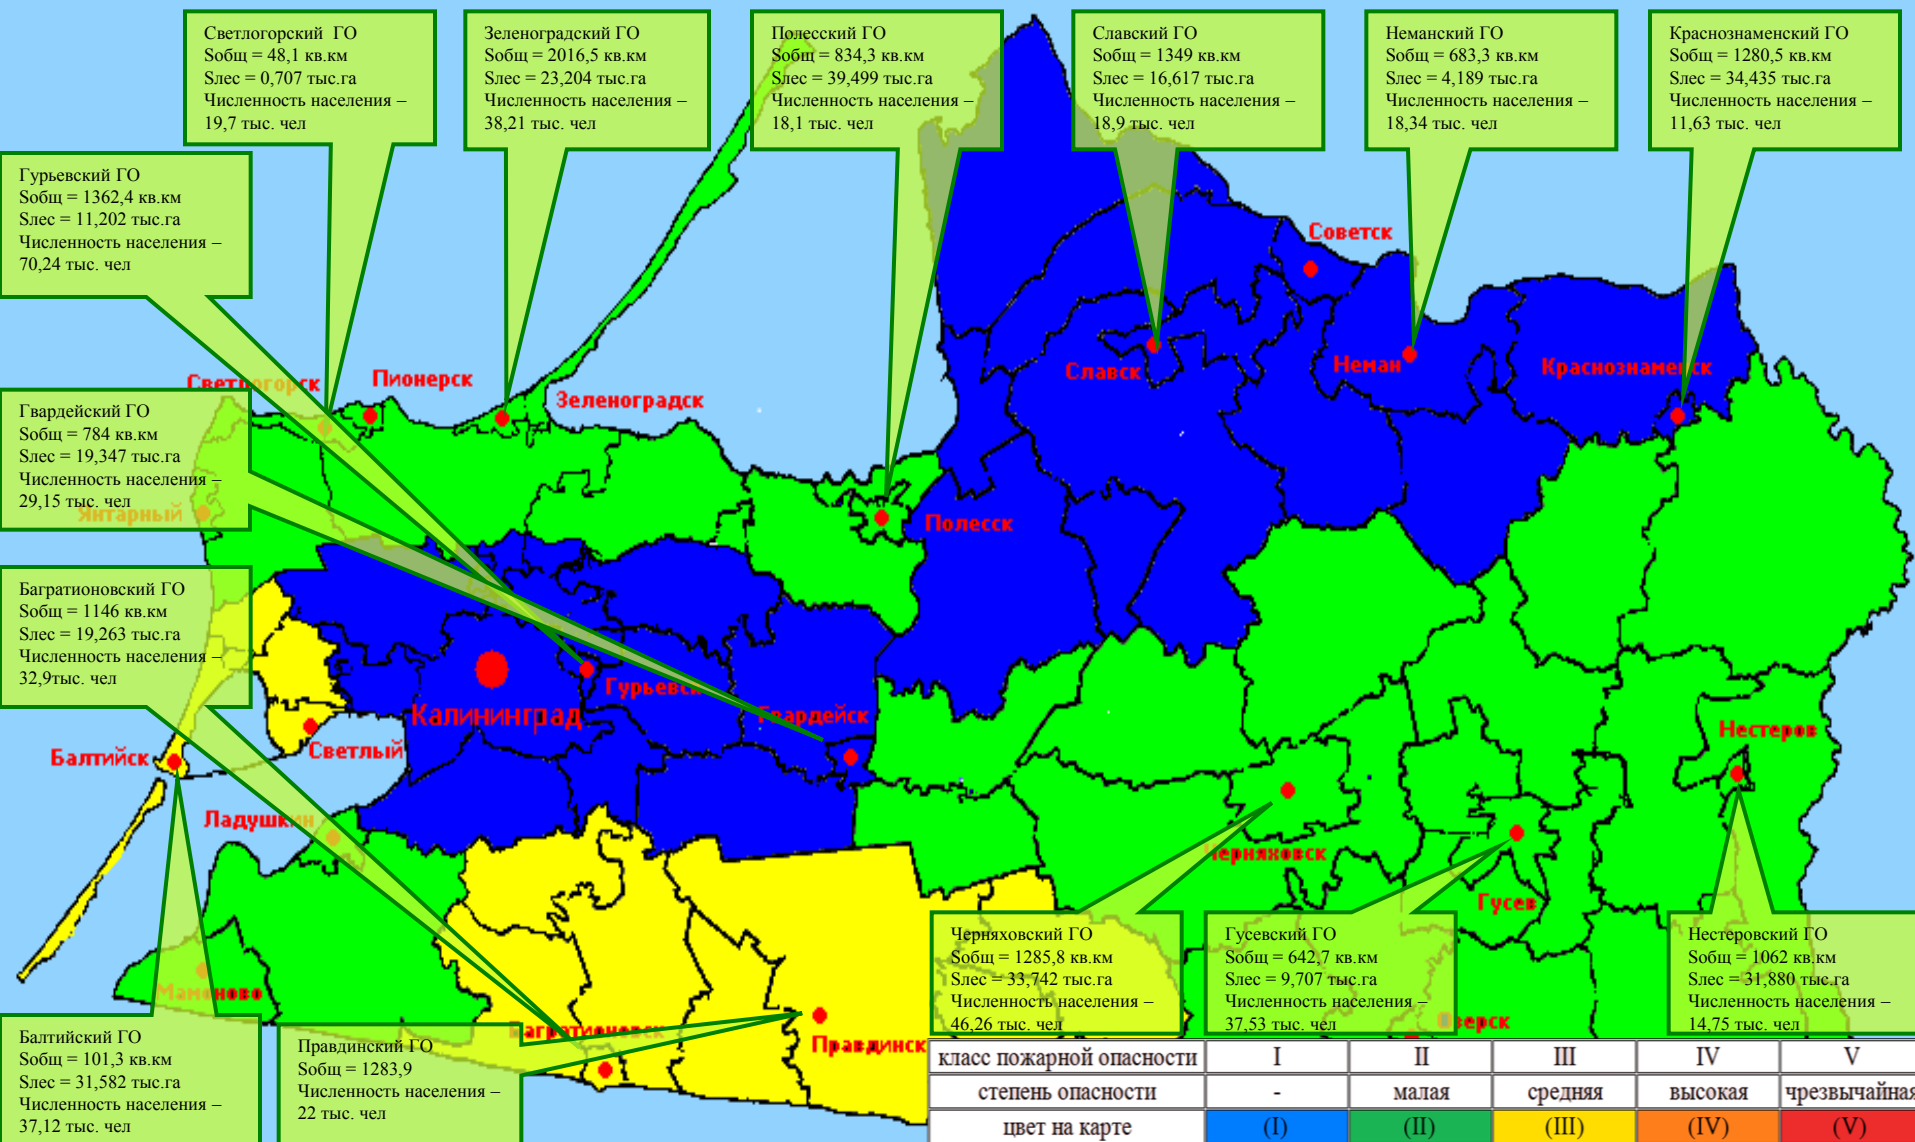 Светлогорский ГО
Sобщ = 48,1 кв.км
Sлес = 0,707 тыс.га
Численность населения –
19,7 тыс. чел
Зеленоградский ГО
Sобщ = 2016,5 кв.км
Sлес = 23,204 тыс.га
Численность населения –
38,21 тыс. чел
Полесский ГО
Sобщ = 834,3 кв.км
Sлес = 39,499 тыс.га
Численность населения –
18,1 тыс. чел
Славский ГО
Sобщ = 1349 кв.км
Sлес = 16,617 тыс.га
Численность населения –
18,9 тыс. чел
Неманский ГО
Sобщ = 683,3 кв.км
Sлес = 4,189 тыс.га
Численность населения –
18,34 тыс. чел
Краснознаменский ГО
Sобщ = 1280,5 кв.км
Sлес = 34,435 тыс.га
Численность населения –
11,63 тыс. чел
Гурьевский ГО
Sобщ = 1362,4 кв.км
Sлес = 11,202 тыс.га
Численность населения –
70,24 тыс. чел
Советск
Славск
Неман
Краснознаменск
Светлогорск
Пионерск
Зеленоградск
Гвардейский ГО
Sобщ = 784 кв.км
Sлес = 19,347 тыс.га
Численность населения –
29,15 тыс. чел
Янтарный
Полесск
Багратионовский ГО
Sобщ = 1146 кв.км
Sлес = 19,263 тыс.га
Численность населения –
32,9тыс. чел
Гурьевск
Калининград
Гвардейск
Светлый
Балтийск
Нестеров
Ладушкин
Черняховск
Гусев
Мамоново
Багратионовск
Правдинск
Озерск
Черняховский ГО
Sобщ = 1285,8 кв.км
Sлес = 33,742 тыс.га
Численность населения –
46,26 тыс. чел
Гусевский ГО
Sобщ = 642,7 кв.км
Sлес = 9,707 тыс.га
Численность населения –
37,53 тыс. чел
Нестеровский ГО
Sобщ = 1062 кв.км
Sлес = 31,880 тыс.га
Численность населения –
14,75 тыс. чел
Балтийский ГО
Sобщ = 101,3 кв.км
Sлес = 31,582 тыс.га
Численность населения –
37,12 тыс. чел
Правдинский ГО
Sобщ = 1283,9
Численность населения –
22 тыс. чел
класс пожарной опасности I II III IV V
степень опасности - малая средняя высокая чрезвычайная
цвет на карте (I) (II) (III) (IV) (V)